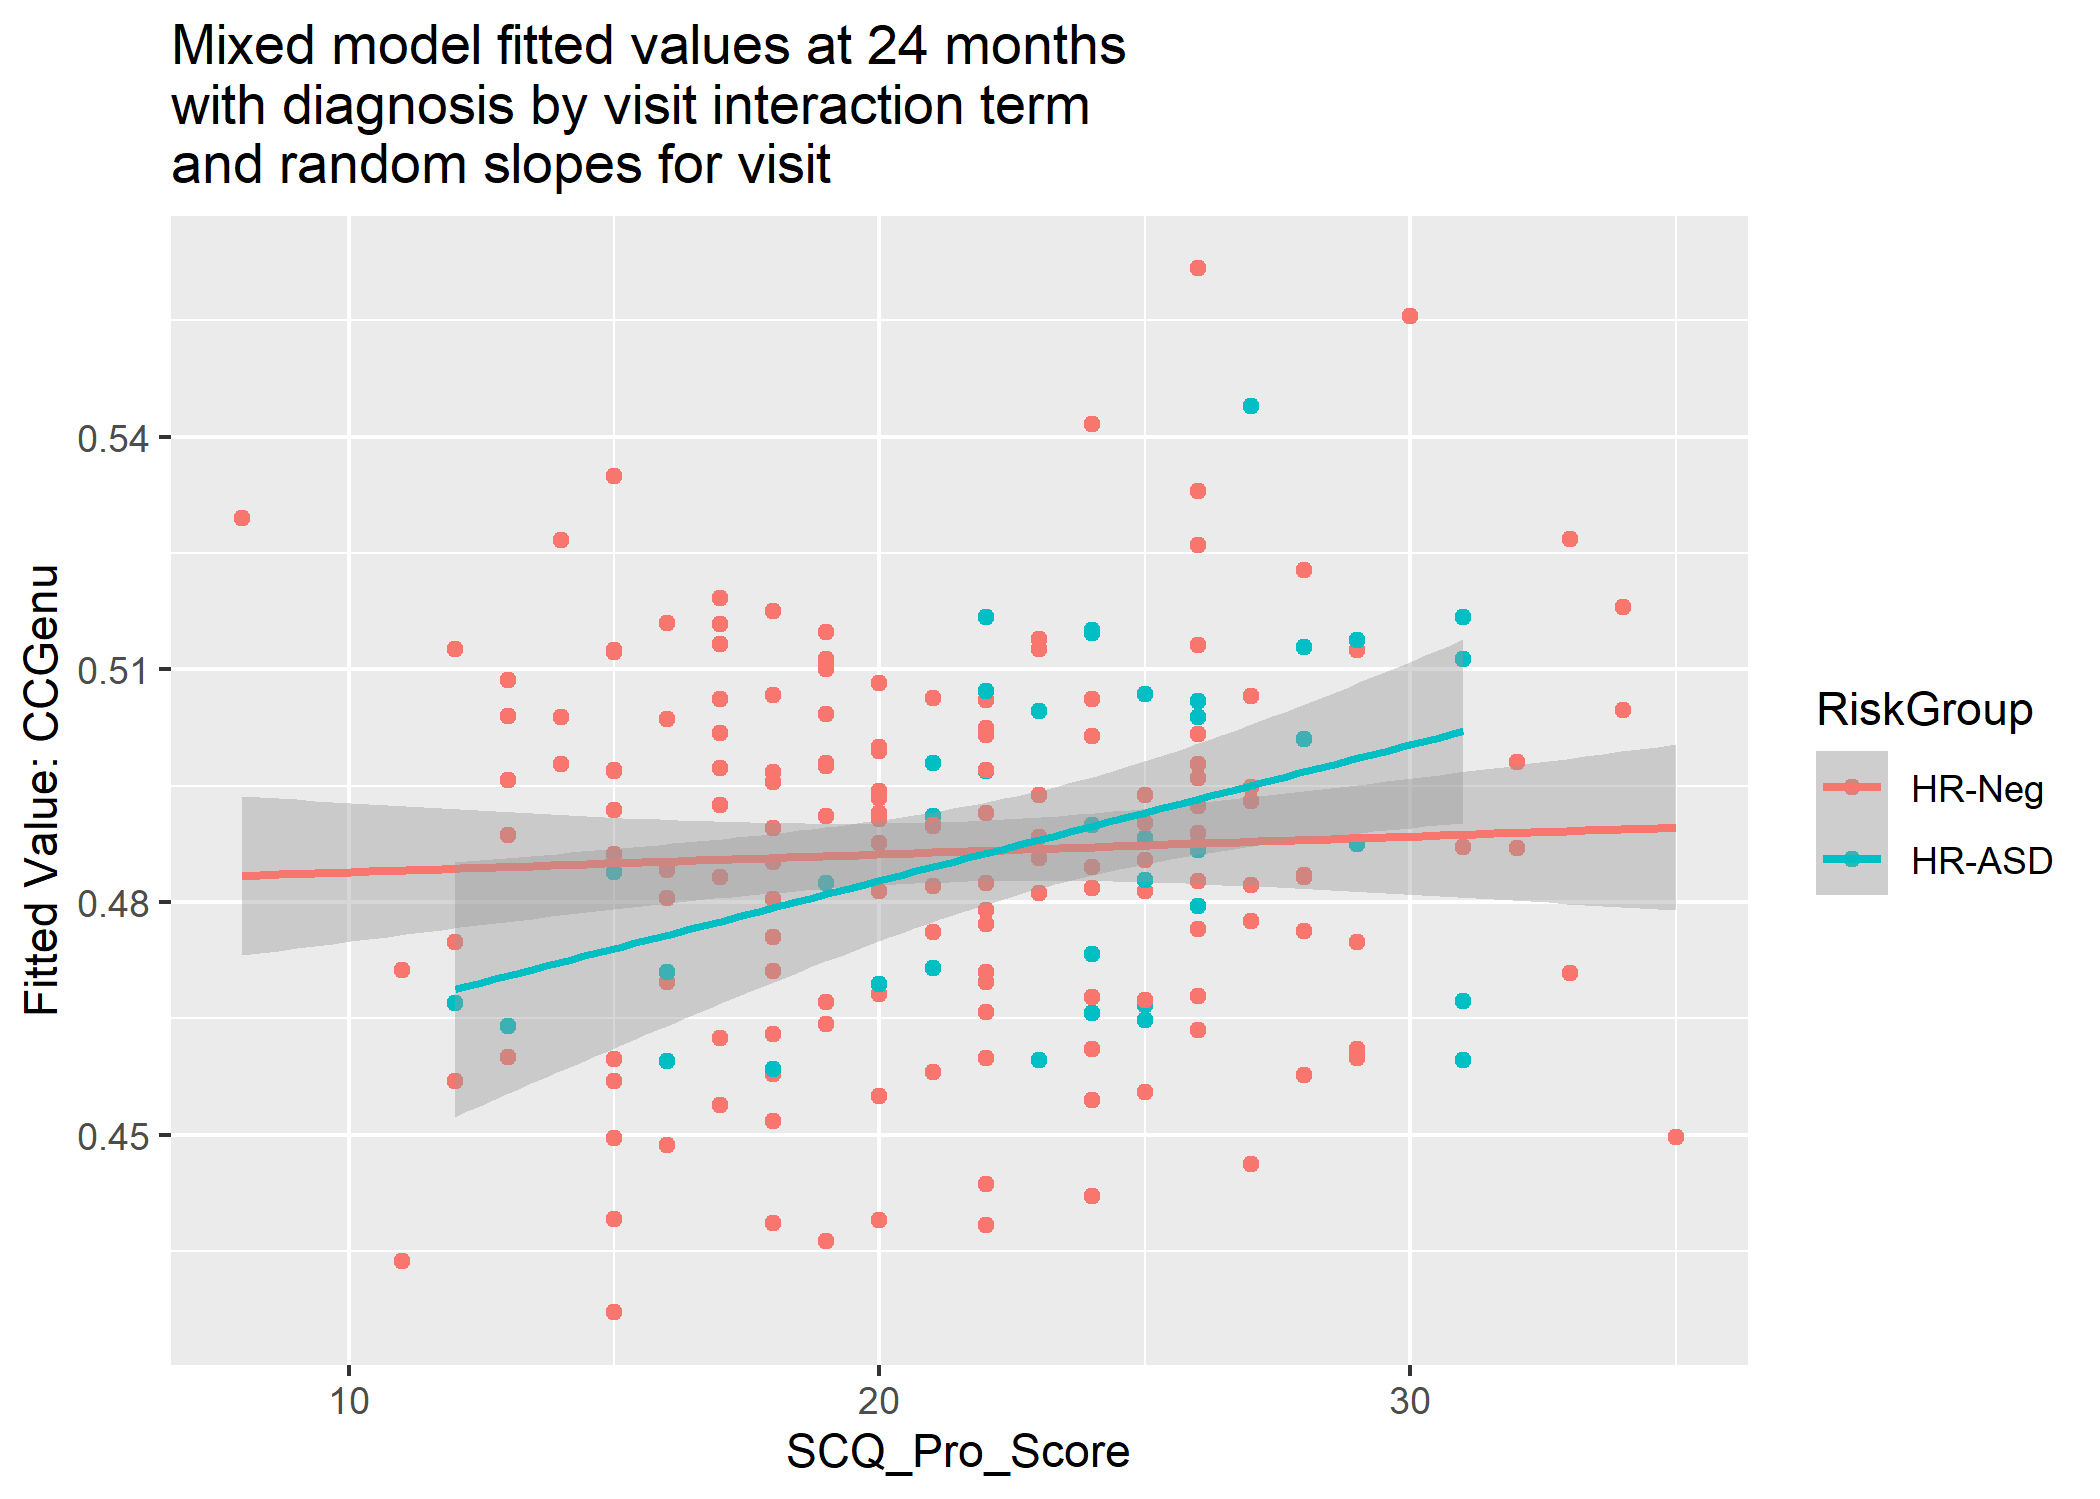 Mixed model fitted values at 24 months
with diagnosis by visit interaction term
and random slopes for visit
Fitted Value: CCGenu
0.54
0.51
0.48
0.45
10
20
30
SCQ_Pro_Score
RiskGroup
HR-Neg
HR-ASD